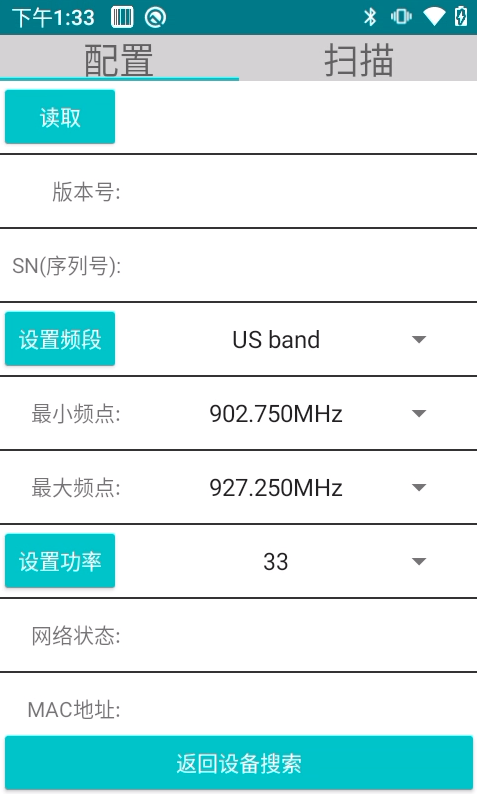 下午1:33
配置 扫描
读取
版本号:
SN(序列号):
设置频段 US band
最小频点: 902.750MHz
最大频点: 927.250MHz
设置功率 33
网络状态:
MAC地址:
返回设备搜索